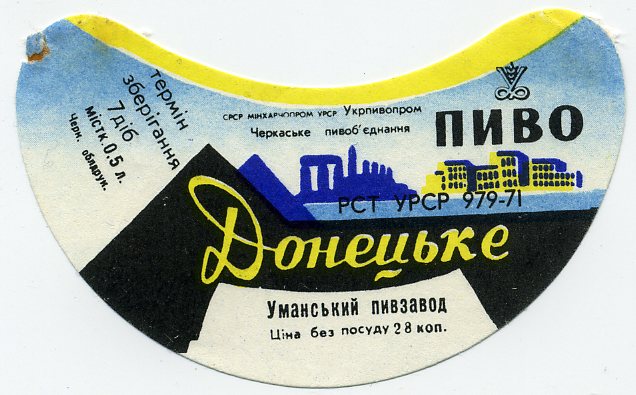 термін
зберігання
7 діб
містк. 0.5 л.
Черк. облдрук.
СРСР МІНХАРЧОПРОМ УРСР Укрпивопром
Черкаське пивоб'єднання
ПИВО
РСТ УРСР 979-71
Донецьке
Уманський пивзавод
Ціна без посуду 28 коп.